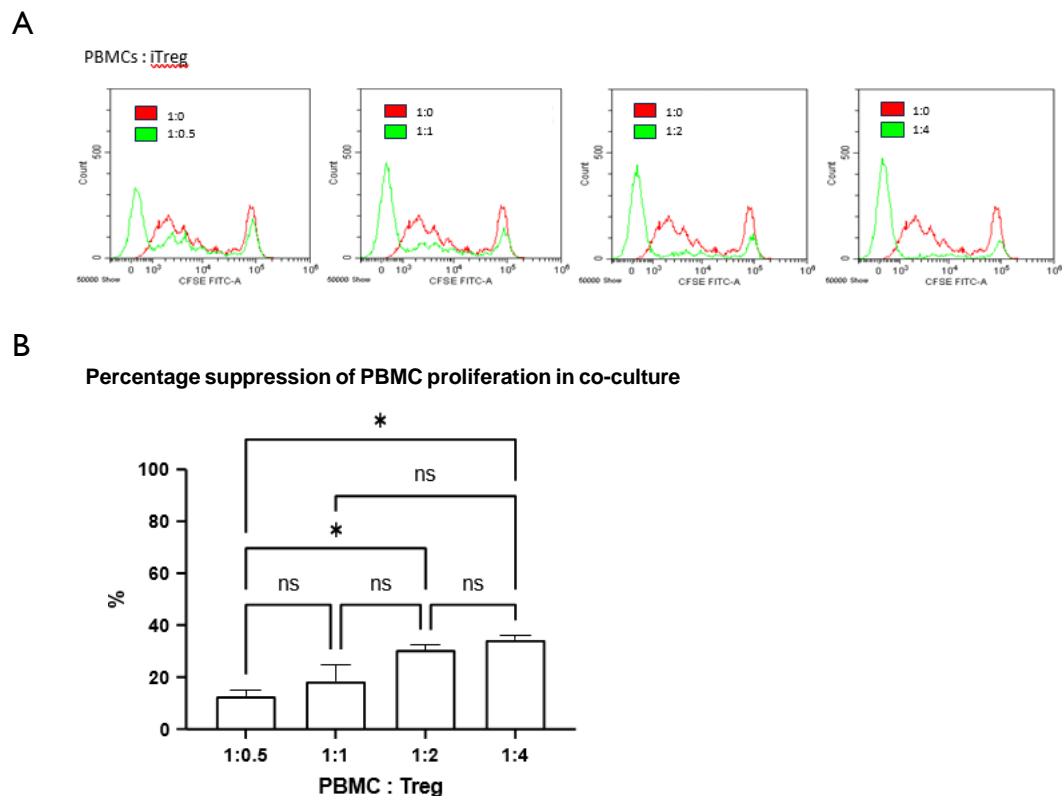 A
PBMCs : iTreg
1:0
1:0.5
500
Count
0
0 10³ 10⁴ 10⁵ 10⁶
50000 Show
CFSE FITC-A
1:0
1:1
500
Count
0
0 10³ 10⁴ 10⁵ 10⁶
50000 Show
CFSE FITC-A
1:0
1:2
500
Count
0
0 10³ 10⁴ 10⁵ 10⁶
50000 Show
CFSE FITC-A
1:0
1:4
500
Count
0
0 10³ 10⁴ 10⁵ 10⁶
50000 Show
CFSE FITC-A
B
Percentage suppression of PBMC proliferation in co-culture
*
ns
*
ns ns ns
100
80
60
40
20
0
%
1:0.5 1:1 1:2 1:4
PBMC : Treg